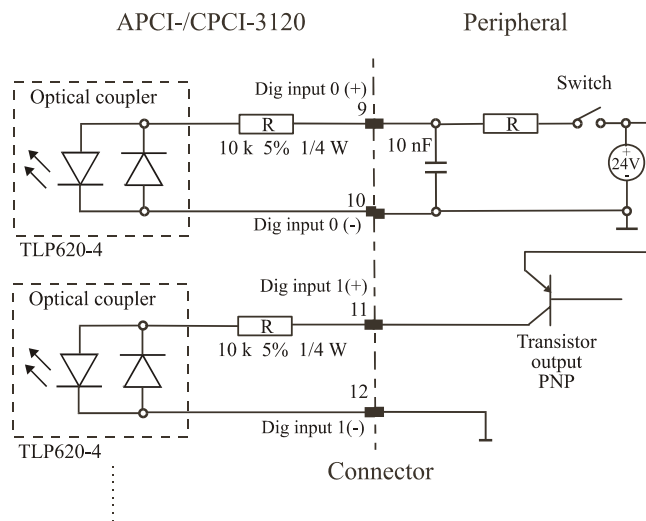 APCI-/CPCI-3120
Peripheral
Dig input 0 (+)
Switch
Optical coupler
9
R
10 k  5%  1/4 W
10 nF
R
+
24V
-
10
Dig input 0 (-)
TLP620-4
Dig input 1(+)
Optical coupler
11
R
10 k  5%  1/4 W
Transistor
output
PNP
12
Dig input 1(-)
TLP620-4
Connector